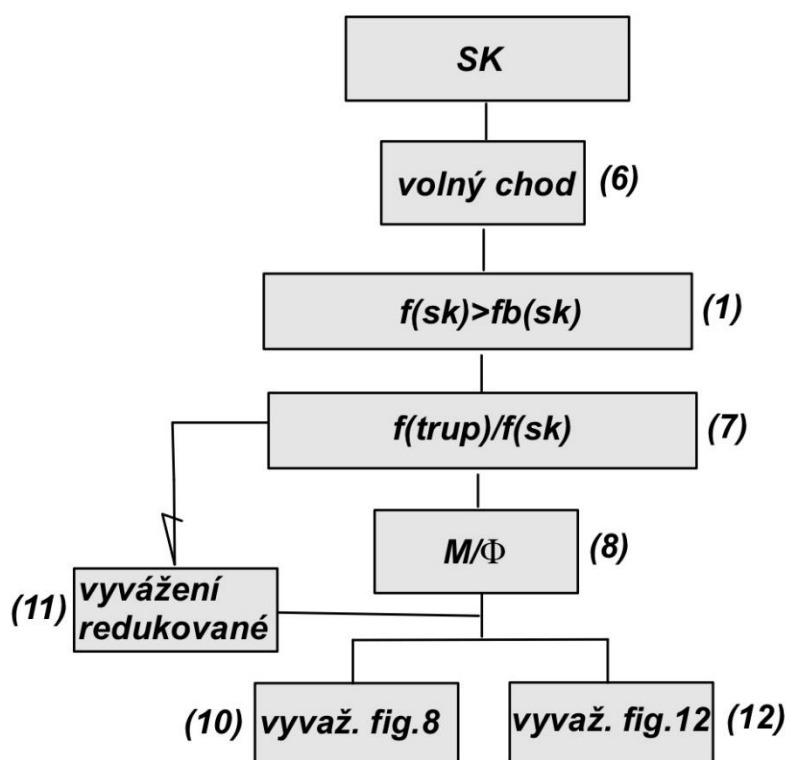 SK
volný chod (6)
f(sk)>fb(sk) (1)
f(trup)/f(sk) (7)
M/Φ (8)
(11) vyvážení
redukované
(10) vyvaž. fig.8
vyvaž. fig.12 (12)